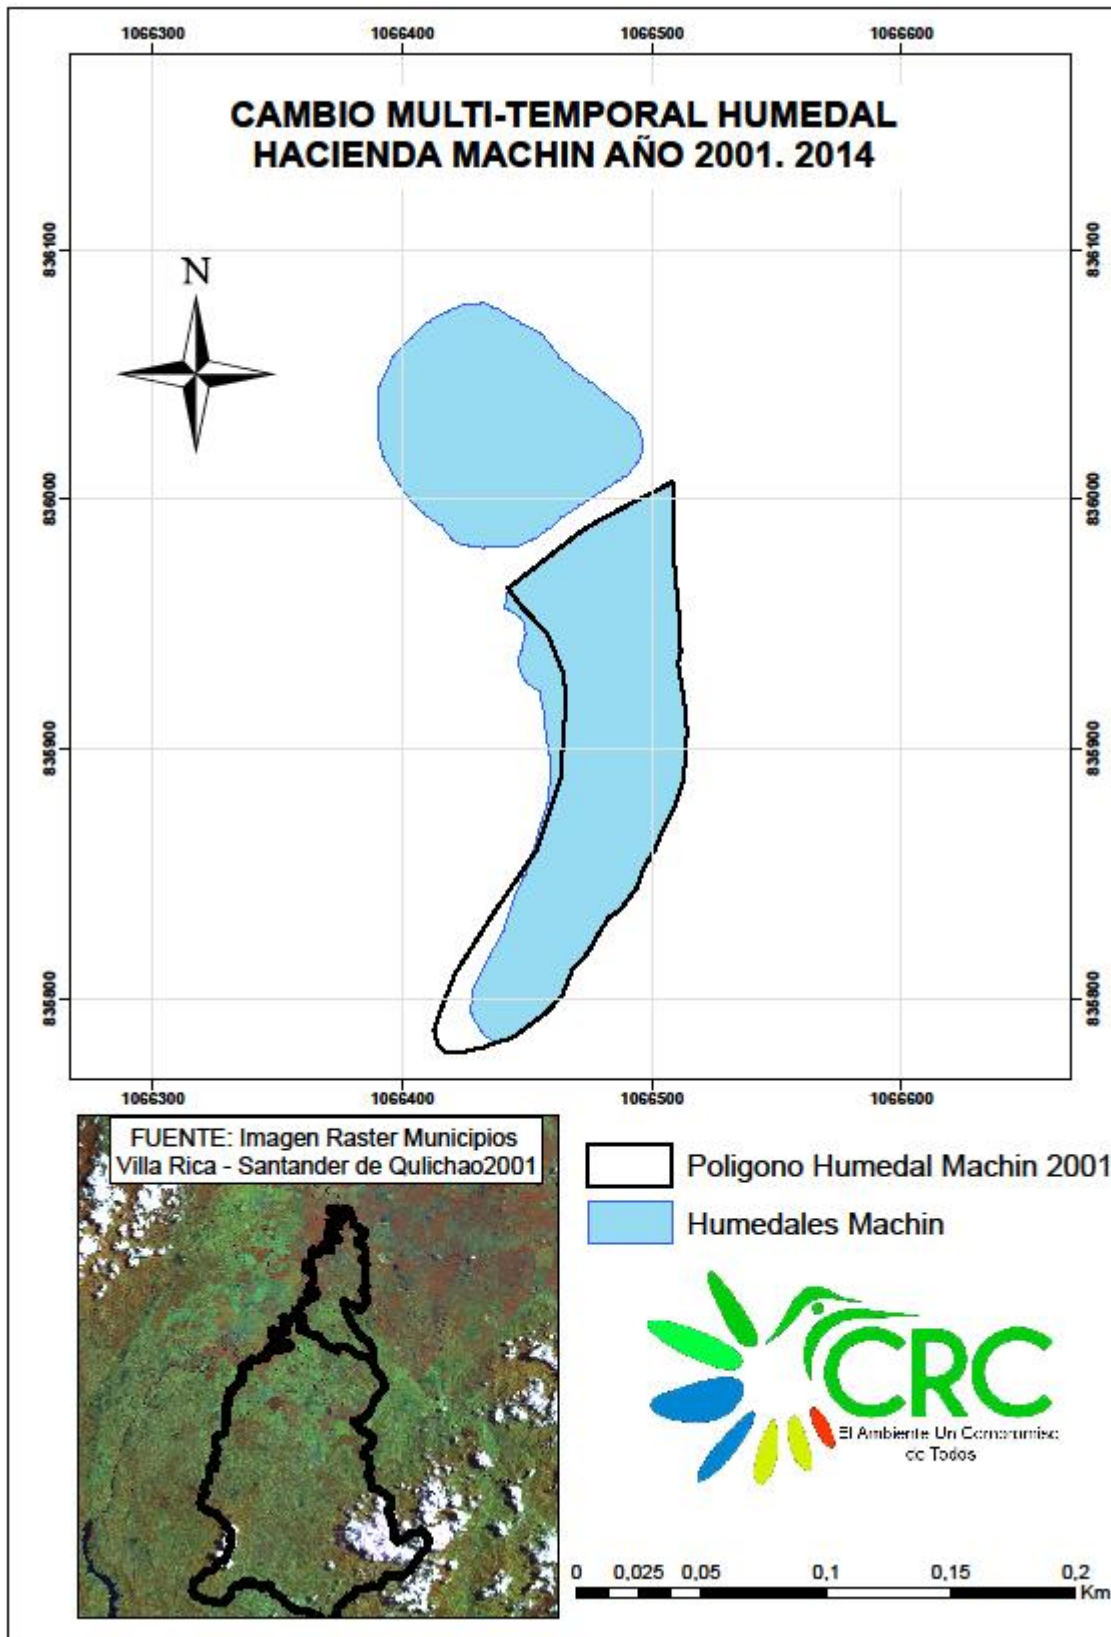 1066300 1066400 1066500 1066600
CAMBIO MULTI-TEMPORAL HUMEDAL
HACIENDA MACHIN AÑO 2001. 2014
836100 836100
N
836000 836000
835900 835900
835800 835800
1066300 1066400 1066500 1066600
FUENTE: Imagen Raster Municipios
Villa Rica - Santander de Qulichao2001
Poligono Humedal Machin 2001
Humedales Machin
CRC
El Ambiente Un Compromiso
de Todos
0 0,025 0,05 0,1 0,15 0,2
Km